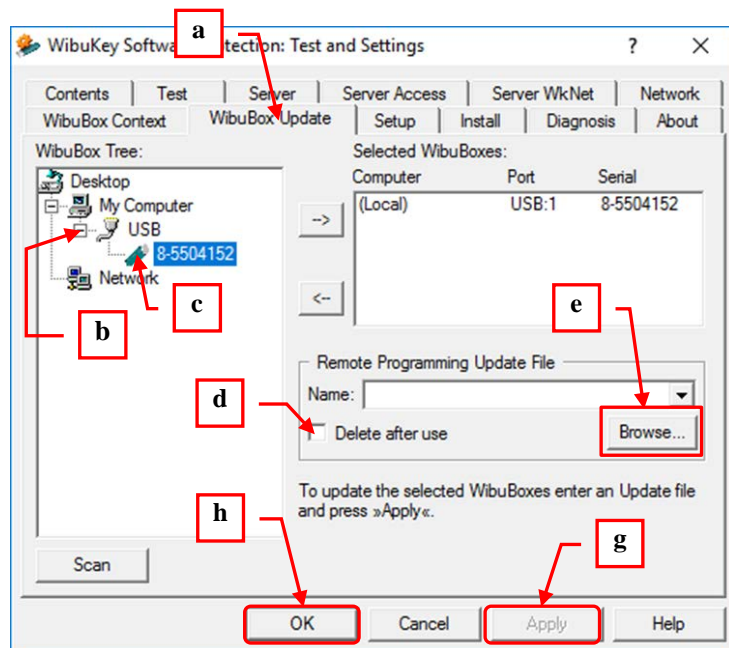 a
WibuKey Softwa tection: Test and Settings ?
Contents Test Server Server Access Server WkNet Network
WibuBox Context WibuBox Update Setup Install Diagnosis About
WibuBox Tree: Selected WibuBoxes:
Computer Port Serial
Desktop
(Local) USB:1 8-5504152
My Computer
-->
USB
8-5504152
Network
<--
c
e
b
Remote Programming Update File
Name:
d
Delete after use Browse...
To update the selected WibuBoxes enter an Update file
and press »Apply«.
h
g
Scan
OK Cancel Apply Help